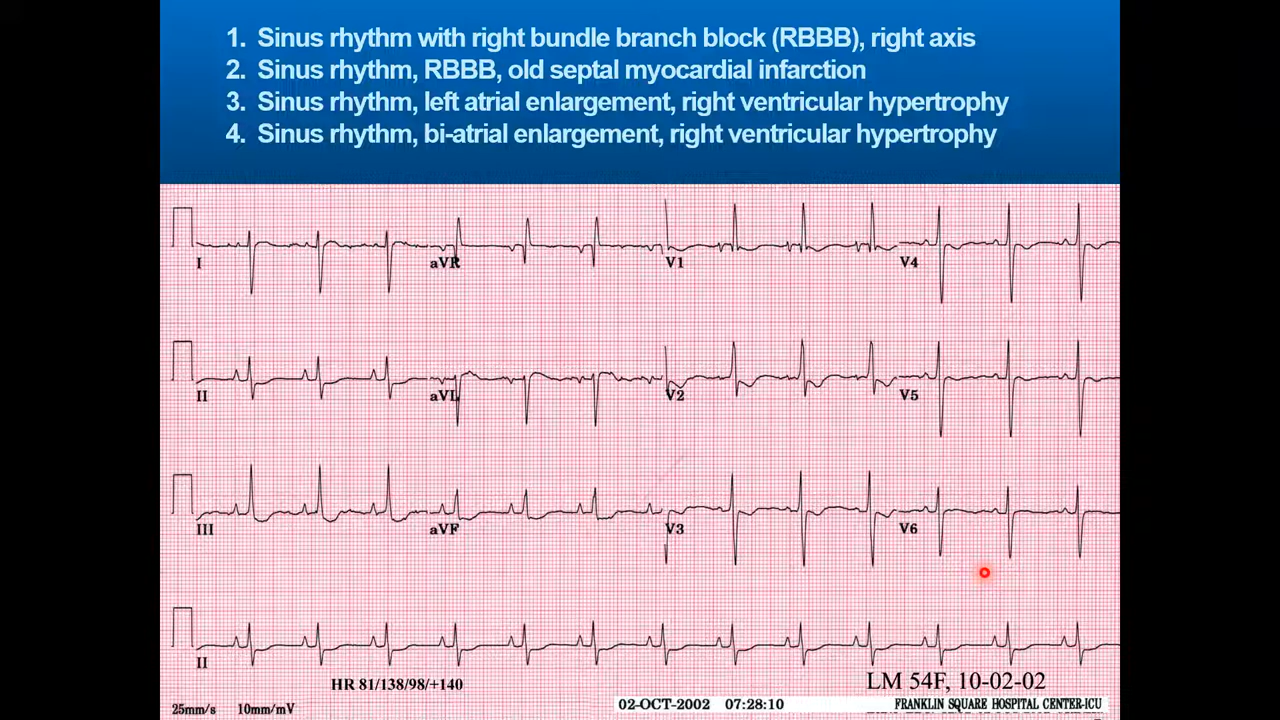 1. Sinus rhythm with right bundle branch block (RBBB), right axis
2. Sinus rhythm, RBBB, old septal myocardial infarction
3. Sinus rhythm, left atrial enlargement, right ventricular hypertrophy
4. Sinus rhythm, bi-atrial enlargement, right ventricular hypertrophy
I aVR V1 V4
II aVL V2 V5
III aVF V3 V6
II
HR 81/138/98/+140 LM 54F, 10-02-02
25mm/s 10mm/mV 02-OCT-2002 07:28:10 FRANKLIN SQUARE HOSPITAL CENTER-ICU